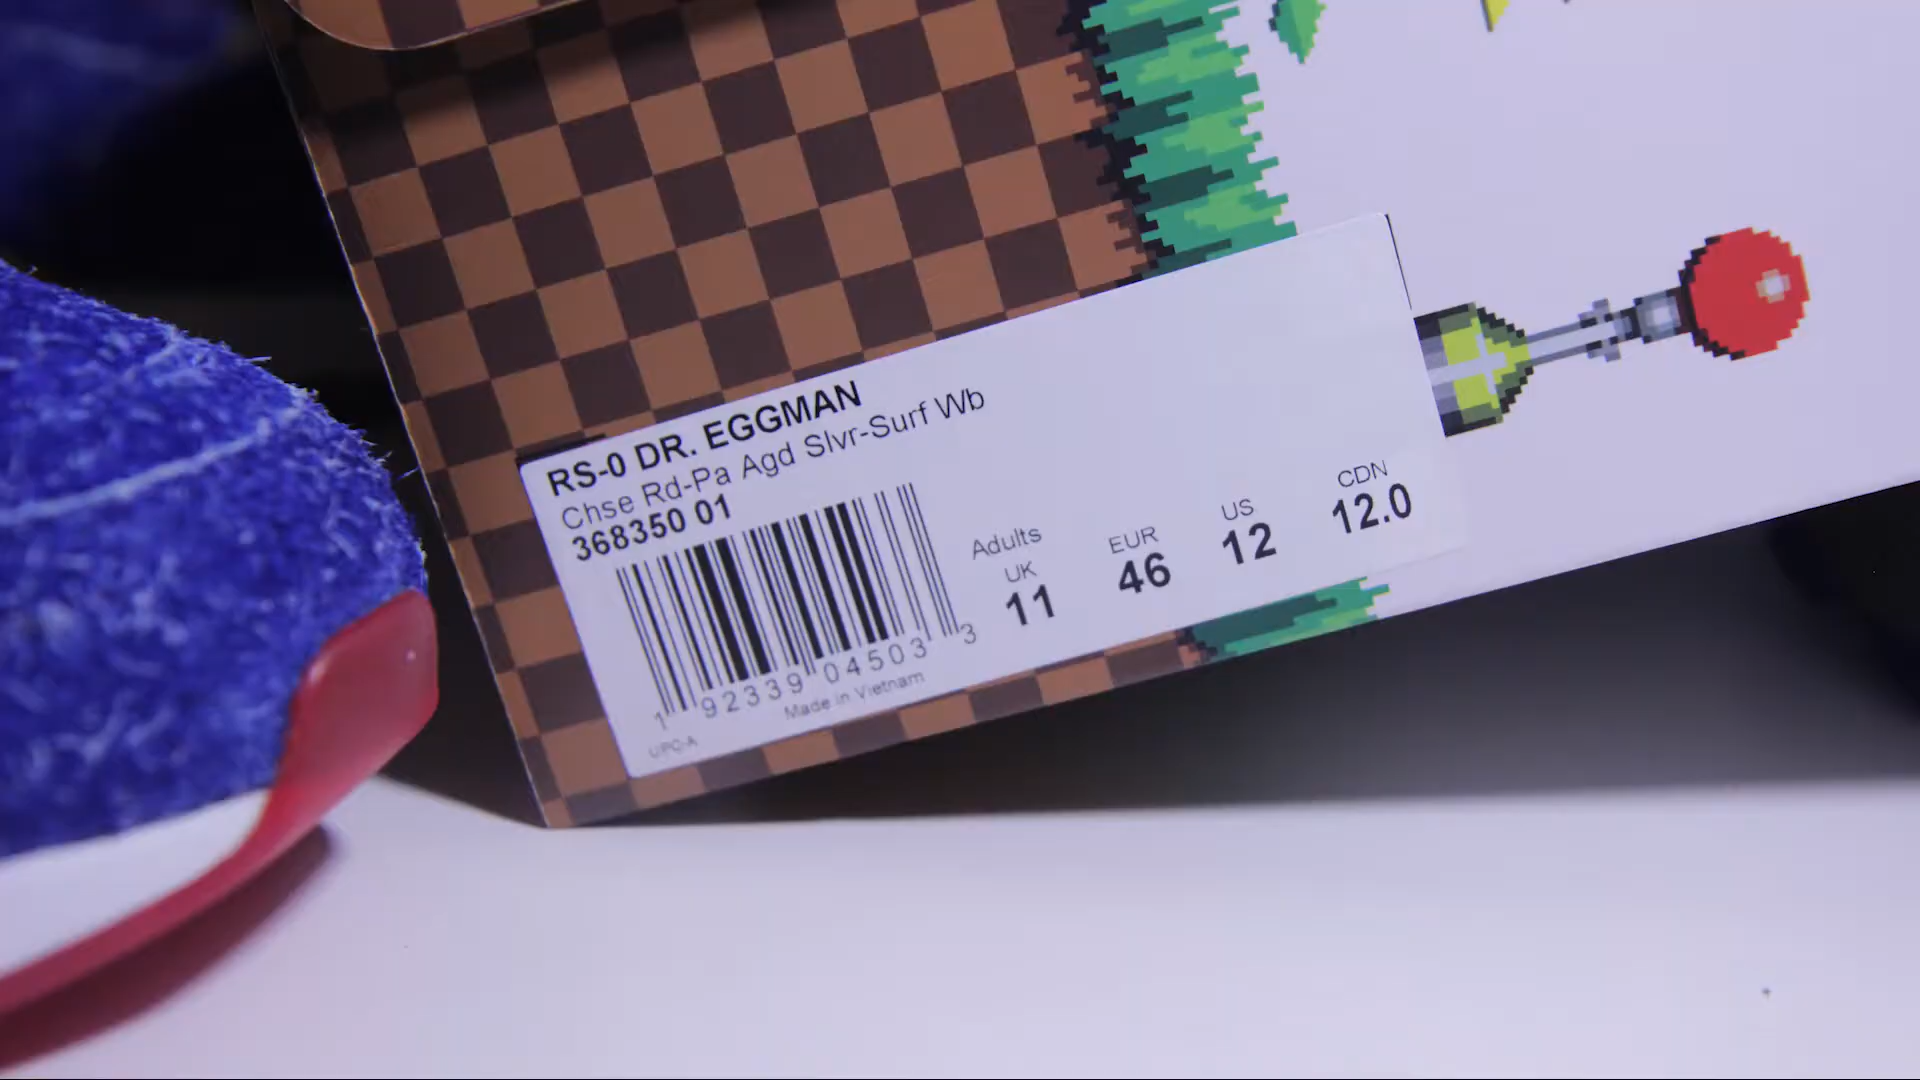 RS-0 DR. EGGMAN
Chse Rd-Pa Agd Slvr-Surf Wb
368350 01
Adults
UK EUR US CDN
11 46 12 12.0
1 92339 04503 3
Made in Vietnam
UPC-A